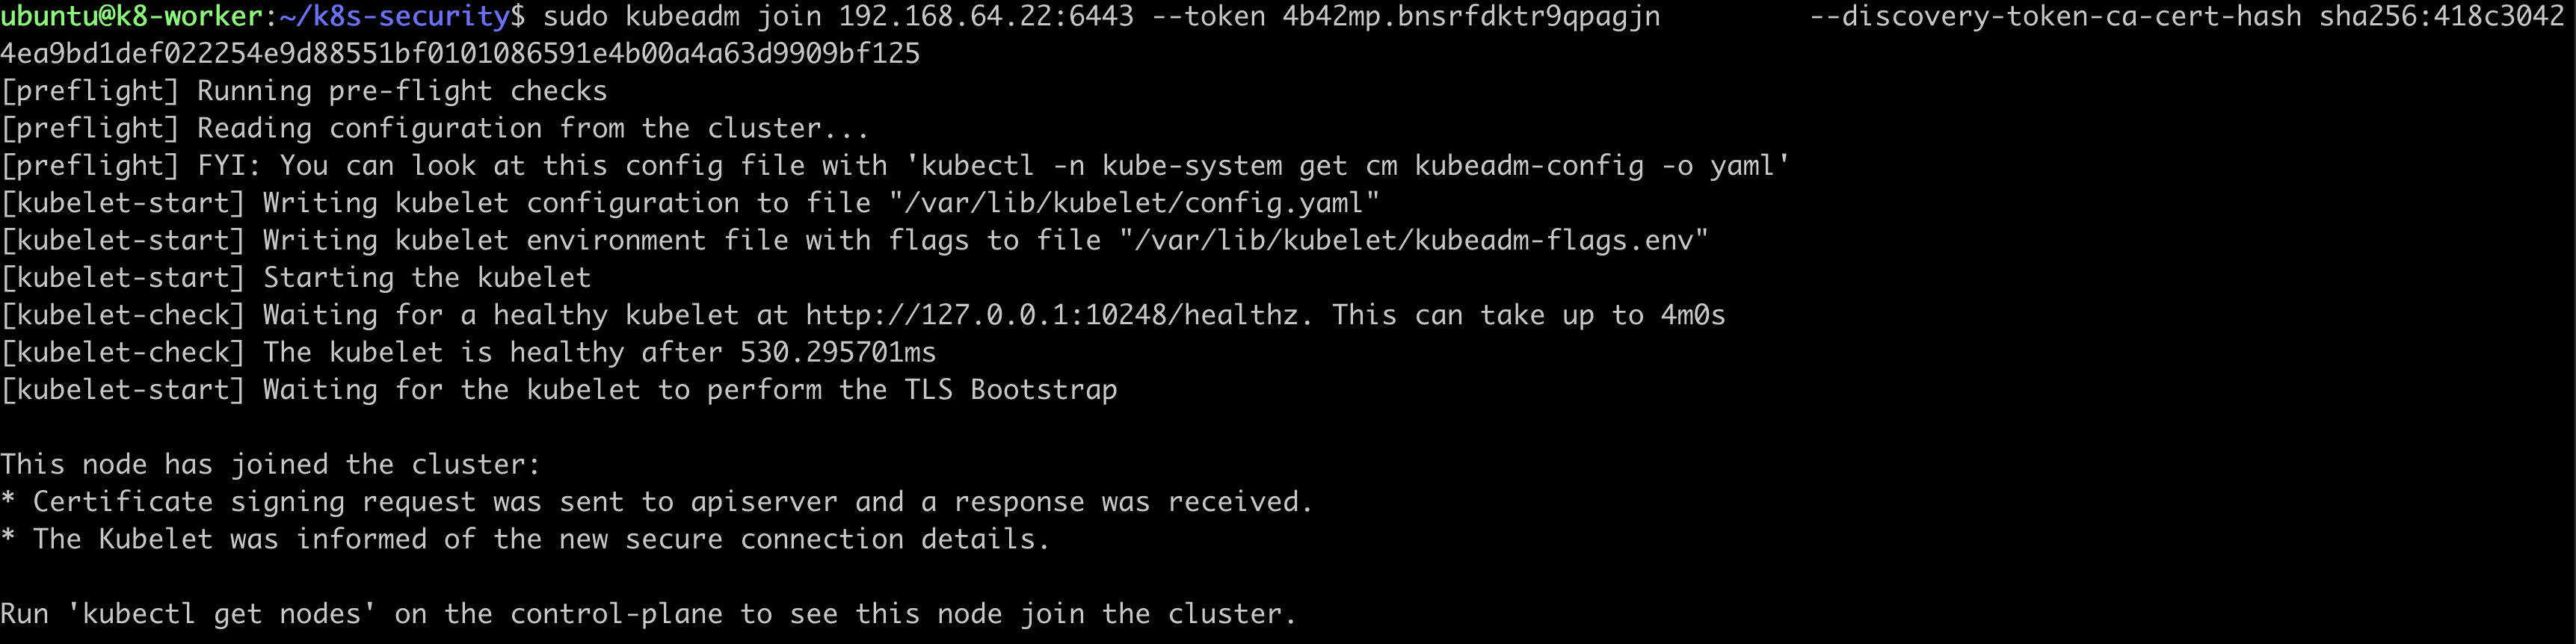 ubuntu@k8-worker:~/k8s-security$ sudo kubeadm join 192.168.64.22:6443 --token 4b42mp.bnsrfdktr9qpagjn         --discovery-token-ca-cert-hash sha256:418c3042
4ea9bd1def022254e9d88551bf0101086591e4b00a4a63d9909bf125
[preflight] Running pre-flight checks
[preflight] Reading configuration from the cluster...
[preflight] FYI: You can look at this config file with 'kubectl -n kube-system get cm kubeadm-config -o yaml'
[kubelet-start] Writing kubelet configuration to file "/var/lib/kubelet/config.yaml"
[kubelet-start] Writing kubelet environment file with flags to file "/var/lib/kubelet/kubeadm-flags.env"
[kubelet-start] Starting the kubelet
[kubelet-check] Waiting for a healthy kubelet at http://127.0.0.1:10248/healthz. This can take up to 4m0s
[kubelet-check] The kubelet is healthy after 530.295701ms
[kubelet-start] Waiting for the kubelet to perform the TLS Bootstrap

This node has joined the cluster:
* Certificate signing request was sent to apiserver and a response was received.
* The Kubelet was informed of the new secure connection details.

Run 'kubectl get nodes' on the control-plane to see this node join the cluster.